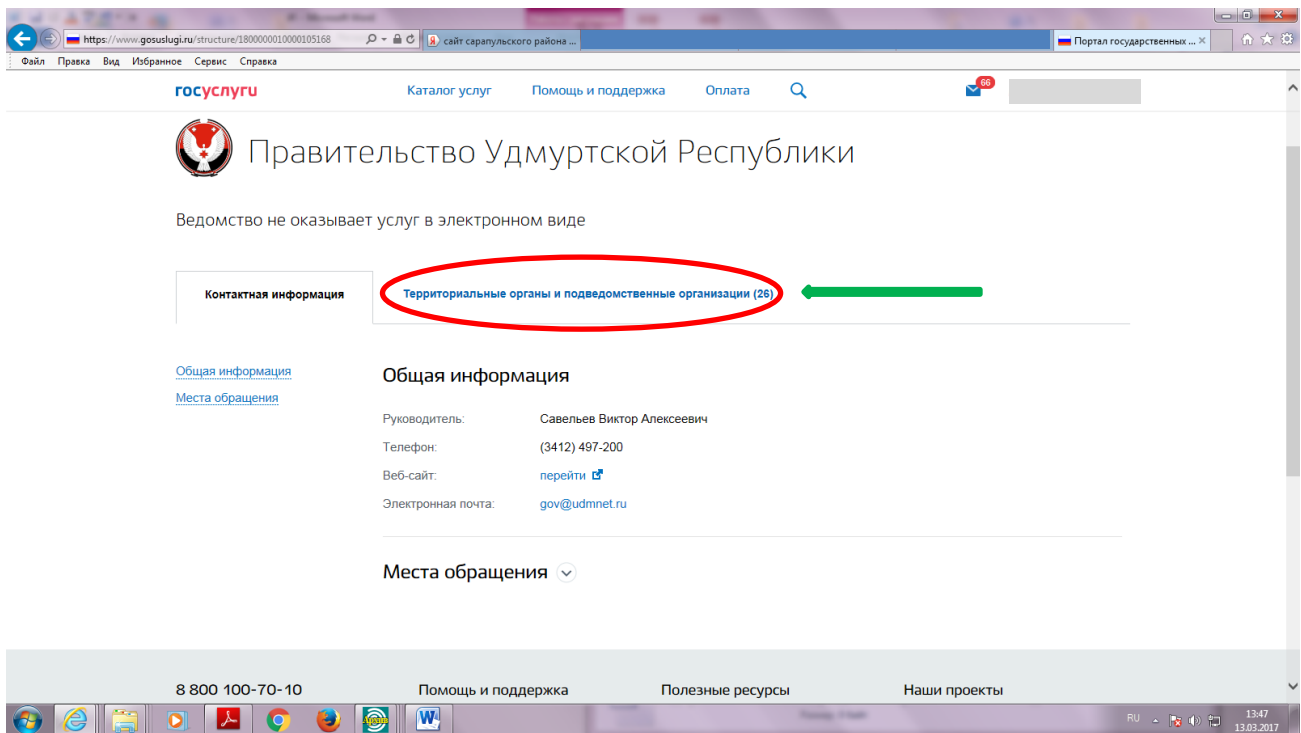 https://www.gosuslugi.ru/structure/1800000010000105168
сайт сарапульского района ...
Портал государственных ...
Файл Правка Вид Избранное Сервис Справка
госуслуги Каталог услуг Помощь и поддержка Оплата 66
Правительство Удмуртской Республики
Ведомство не оказывает услуг в электронном виде
Контактная информация Территориальные органы и подведомственные организации (26)
Общая информация
Места обращения
Общая информация
Руководитель: Савельев Виктор Алексеевич
Телефон: (3412) 497-200
Веб-сайт: перейти
Электронная почта: gov@udmnet.ru
Места обращения
8 800 100-70-10 Помощь и поддержка Полезные ресурсы Наши проекты
RU 13:47
13.03.2017